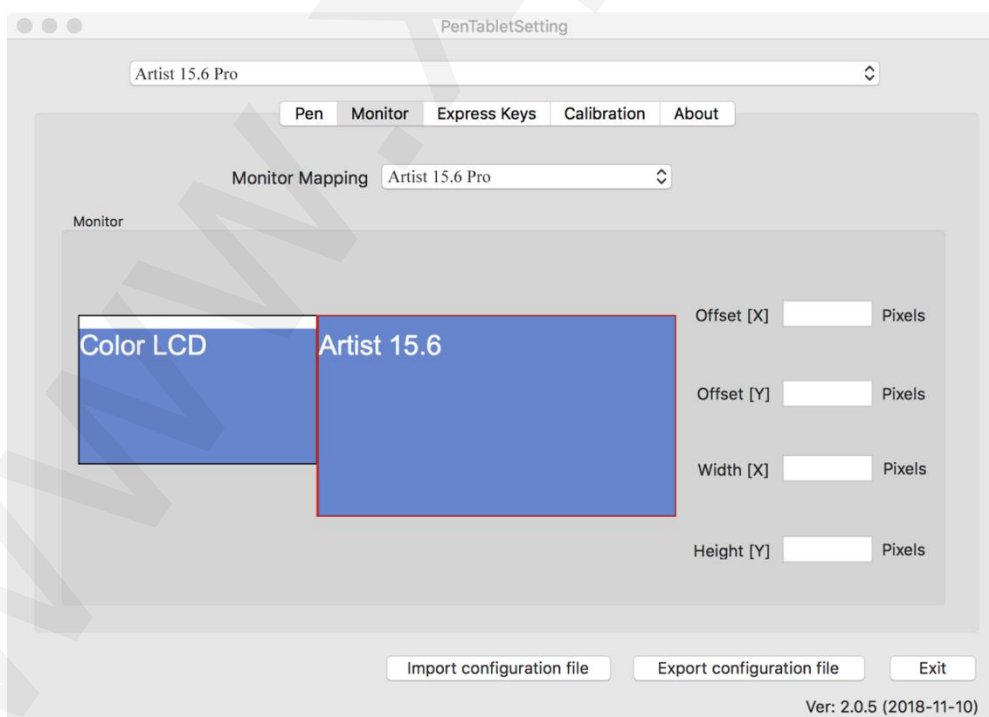 PenTabletSetting
Artist 15.6 Pro
Pen Monitor Express Keys Calibration About
Monitor Mapping Artist 15.6 Pro
Monitor
Color LCD
Artist 15.6
Offset [X] Pixels
Offset [Y] Pixels
Width [X] Pixels
Height [Y] Pixels
Import configuration file Export configuration file Exit
Ver: 2.0.5 (2018-11-10)